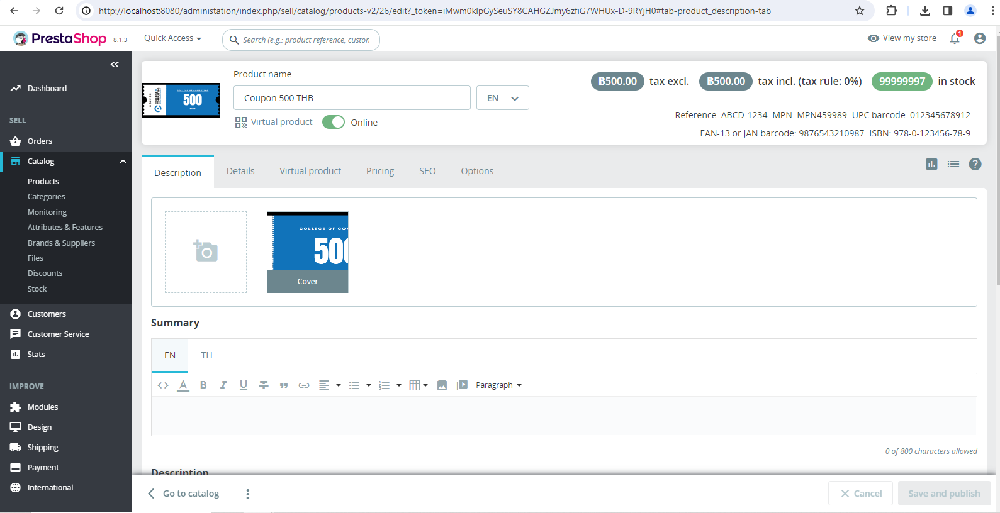 http://localhost:8080/administation/index.php/sell/catalog/products-v2/26/edit?_token=iMwm0klpGySeuSY8CAHGZJmy6zfiG7WHUx-D-9RYjH0#tab-product_description-tab
PrestaShop 8.1.3
Quick Access
Search (e.g.: product reference, custon
View my store
1
Dashboard
SELL
Orders
Catalog
Products
Categories
Monitoring
Attributes & Features
Brands & Suppliers
Files
Discounts
Stock
Customers
Customer Service
Stats
IMPROVE
Modules
Design
Shipping
Payment
International
COUPON
COLLEGE OF COMPUTING
500
Product name
Coupon 500 THB
EN
Virtual product
Online
฿500.00 tax excl. ฿500.00 tax incl. (tax rule: 0%) 99999997 in stock
Reference: ABCD-1234 MPN: MPN459989 UPC barcode: 012345678912
EAN-13 or JAN barcode: 9876543210987 ISBN: 978-0-123456-78-9
Description Details Virtual product Pricing SEO Options
COLLEGE OF COM
500
Cover
Summary
EN TH
Paragraph
0 of 800 characters allowed
Description
Go to catalog
Cancel
Save and publish